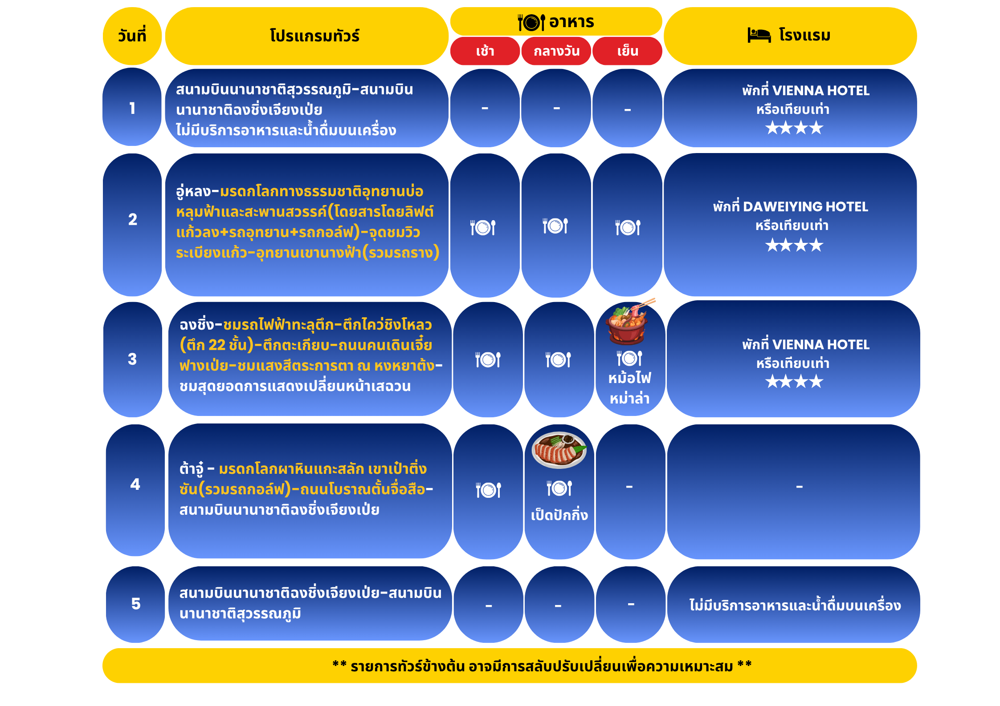 วันที่
โปรแกรมทัวร์
อาหาร
เช้า
กลางวัน
เย็น
โรงแรม
1
สนามบินนานาชาติสุวรรณภูมิ-สนามบิน
นานาชาติฉงชิ่งเจียงเป่ย
ไม่มีบริการอาหารและน้ำดื่มบนเครื่อง
-
-
-
พักที่ VIENNA HOTEL
หรือเทียบเท่า
★★★★
2
อู่หลง-มรดกโลกทางธรรมชาติอุทยานบ่อ
หลุมฟ้าและสะพานสวรรค์(โดยสารโดยลิฟต์
แก้วลง+รถอุทยาน+รถกอล์ฟ)-จุดชมวิว
ระเบียงแก้ว-อุทยานเขานางฟ้า(รวมรถราง)
พักที่ DAWEIYING HOTEL
หรือเทียบเท่า
★★★★
3
ฉงชิ่ง-ชมรถไฟฟ้าทะลุตึก-ตึกไคว่ชิงโหลว
(ตึก 22 ชั้น)-ตึกตะเกียบ-ถนนคนเดินเจี๋ย
ฟางเป่ย-ชมแสงสีตระการตา ณ หงหยาต้ง-
ชมสุดยอดการแสดงเปลี่ยนหน้าเสฉวน
หม้อไฟ
หม่าล่า
พักที่ VIENNA HOTEL
หรือเทียบเท่า
★★★★
4
ต้าจู๋ - มรดกโลกผาหินแกะสลัก เขาเป๋าติ่ง
ซัน(รวมรถกอล์ฟ)-ถนนโบราณตั้นจื่อสือ-
สนามบินนานาชาติฉงชิ่งเจียงเป่ย
เป็ดปักกิ่ง
-
-
5
สนามบินนานาชาติฉงชิ่งเจียงเป่ย-สนามบิน
นานาชาติสุวรรณภูมิ
-
-
-
ไม่มีบริการอาหารและน้ำดื่มบนเครื่อง
** รายการทัวร์ข้างต้น อาจมีการสลับปรับเปลี่ยนเพื่อความเหมาะสม **